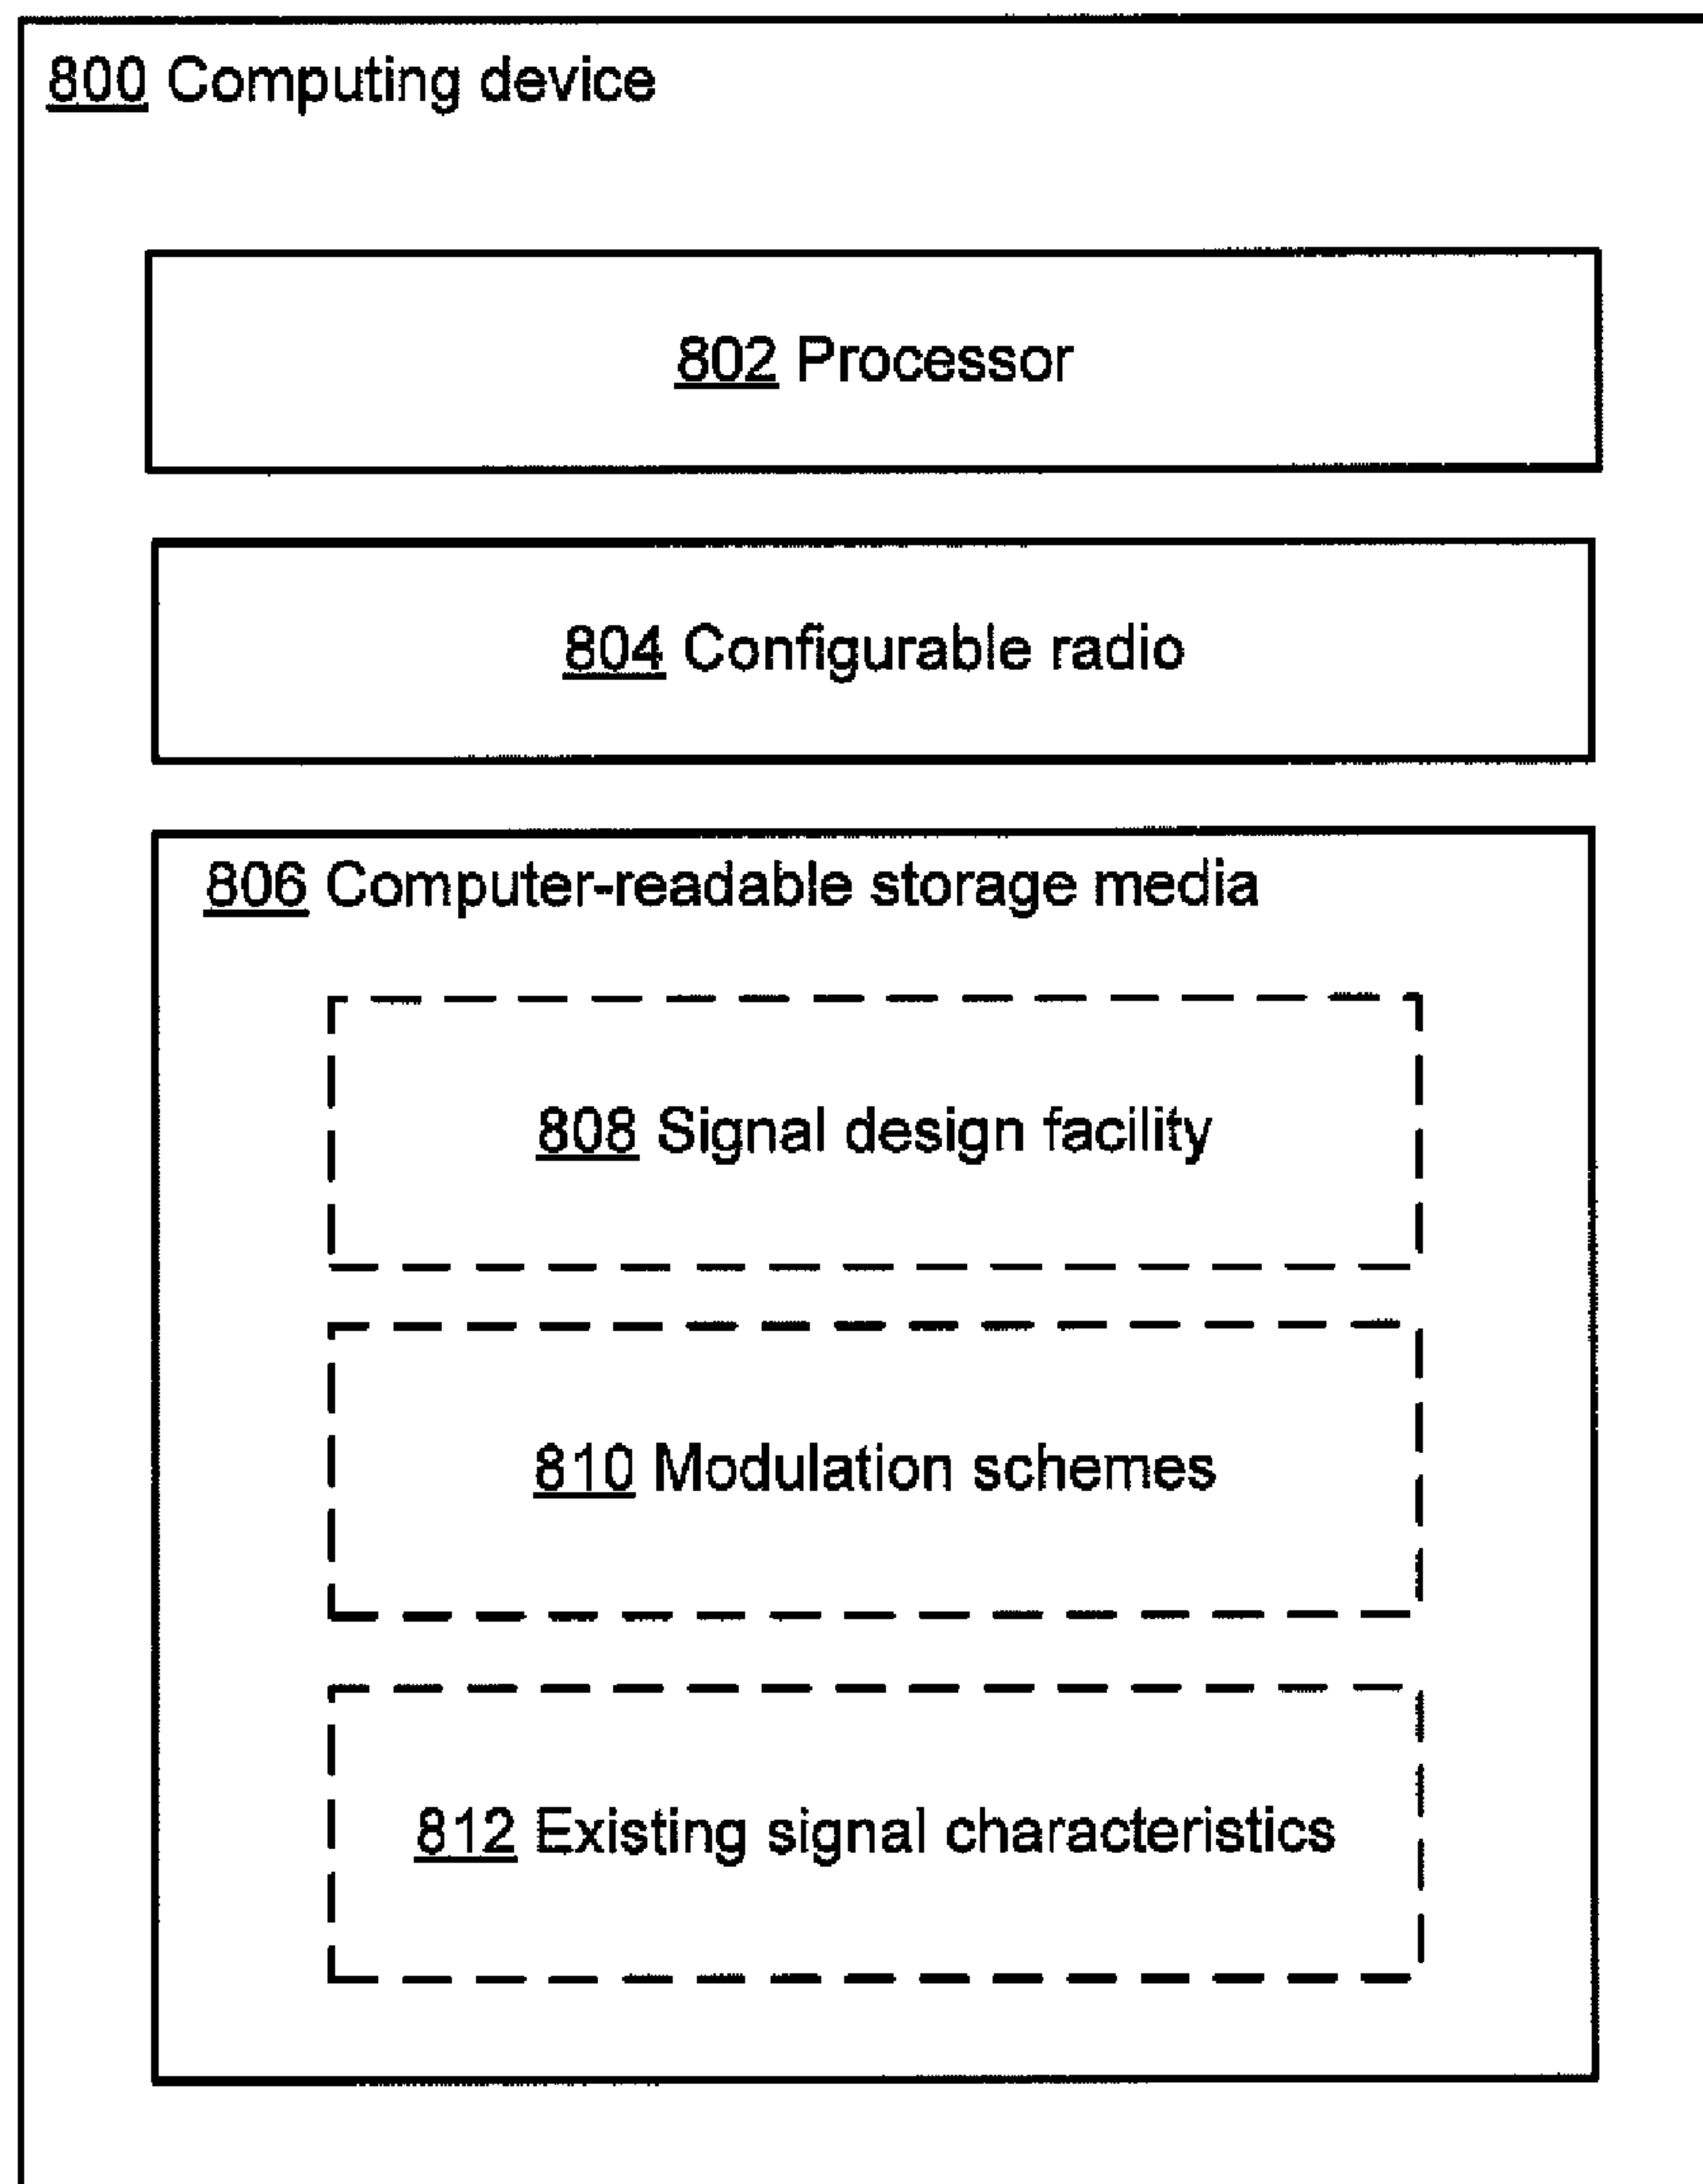 800 Computing device
802 Processor
804 Configurable radio
806 Computer-readable storage media
808 Signal design facility
810 Modulation schemes
812 Existing signal characteristics